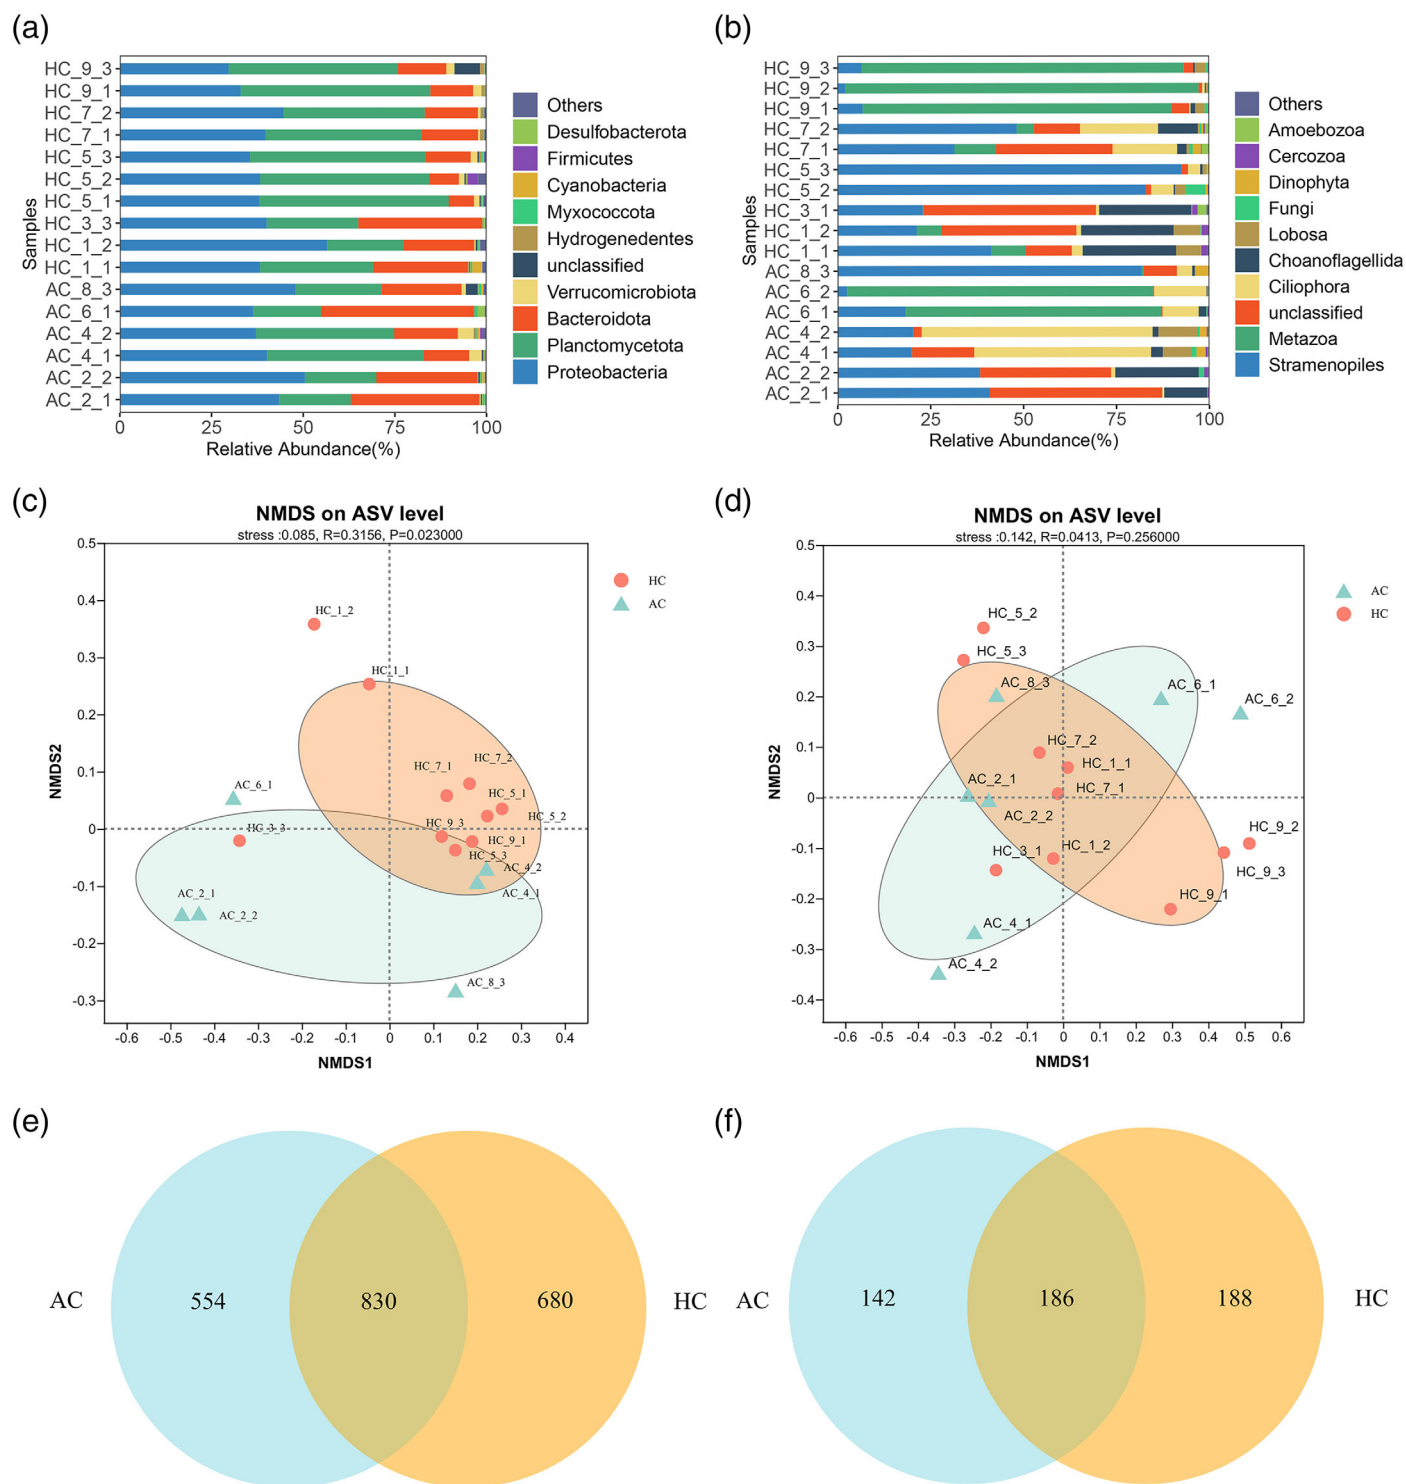 (a)
HC_9_3
HC_9_1
HC_7_2
HC_7_1
HC_5_3
HC_5_2
HC_5_1
HC_3_3
HC_1_2
HC_1_1
AC_8_3
AC_6_1
AC_4_2
AC_4_1
AC_2_2
AC_2_1
Samples
0 25 50 75 100
Relative Abundance(%)
Others
Desulfobacterota
Firmicutes
Cyanobacteria
Myxococcota
Hydrogenedentes
unclassified
Verrucomicrobiota
Bacteroidota
Planctomycetota
Proteobacteria
(b)
HC_9_3
HC_9_2
HC_9_1
HC_7_2
HC_7_1
HC_5_3
HC_5_2
HC_3_1
HC_1_2
HC_1_1
AC_8_3
AC_6_2
AC_6_1
AC_4_2
AC_4_1
AC_2_2
AC_2_1
Samples
0 25 50 75 100
Relative Abundance(%)
Others
Amoebozoa
Cercozoa
Dinophyta
Fungi
Lobosa
Choanoflagellida
Ciliophora
unclassified
Metazoa
Stramenopiles
(c)
NMDS on ASV level
stress :0.085, R=0.3156, P=0.023000
0.5
0.4
0.3
0.2
0.1
0
-0.1
-0.2
-0.3
NMDS2
HC_1_2
HC_1_1
HC_7_2
HC_7_1
AC_6_1
HC_5_1
HC_5_2
HC_9_3
HC_3_3
HC_9_1
HC_5_3
AC_4_2
AC_4_1
AC_2_1
AC_2_2
AC_8_3
-0.6 -0.5 -0.4 -0.3 -0.2 -0.1 0 0.1 0.2 0.3 0.4
NMDS1
HC
AC
(d)
NMDS on ASV level
stress :0.142, R=0.0413, P=0.256000
0.5
0.4
0.3
0.2
0.1
0
-0.1
-0.2
-0.3
-0.4
NMDS2
HC_5_2
HC_5_3
AC_8_3
AC_6_1
AC_6_2
HC_7_2
HC_1_1
AC_2_1
HC_7_1
AC_2_2
HC_9_2
HC_3_1
HC_1_2
HC_9_3
HC_9_1
AC_4_1
AC_4_2
-0.6 -0.5 -0.4 -0.3 -0.2 -0.1 0 0.1 0.2 0.3 0.4 0.5 0.6
NMDS1
AC
HC
(e)
AC 554 830 680 HC
(f)
AC 142 186 188 HC